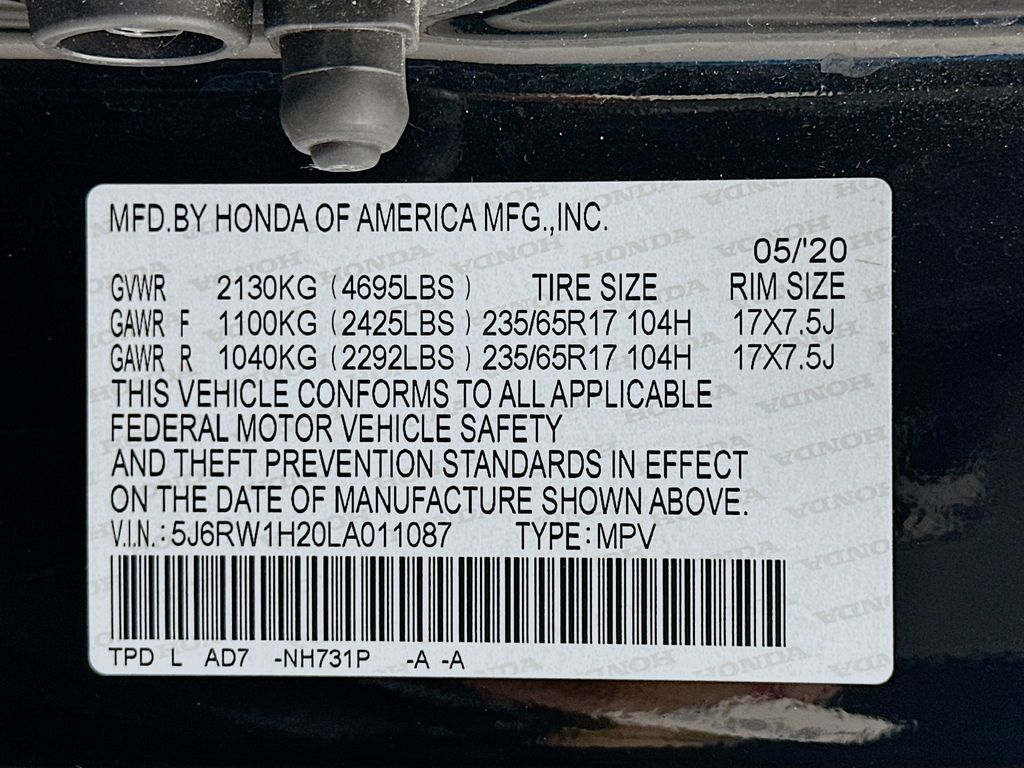 MFD.BY HONDA OF AMERICA MFG.,INC.
05/'20
GVWR 2130KG (4695LBS) TIRE SIZE RIM SIZE
GAWR F 1100KG (2425LBS) 235/65R17 104H 17X7.5J
GAWR R 1040KG (2292LBS) 235/65R17 104H 17X7.5J
THIS VEHICLE CONFORMS TO ALL APPLICABLE
FEDERAL MOTOR VEHICLE SAFETY
AND THEFT PREVENTION STANDARDS IN EFFECT
ON THE DATE OF MANUFACTURE SHOWN ABOVE.
V.I.N.: 5J6RW1H20LA011087 TYPE: MPV
TPD L AD7 -NH731P -A -A